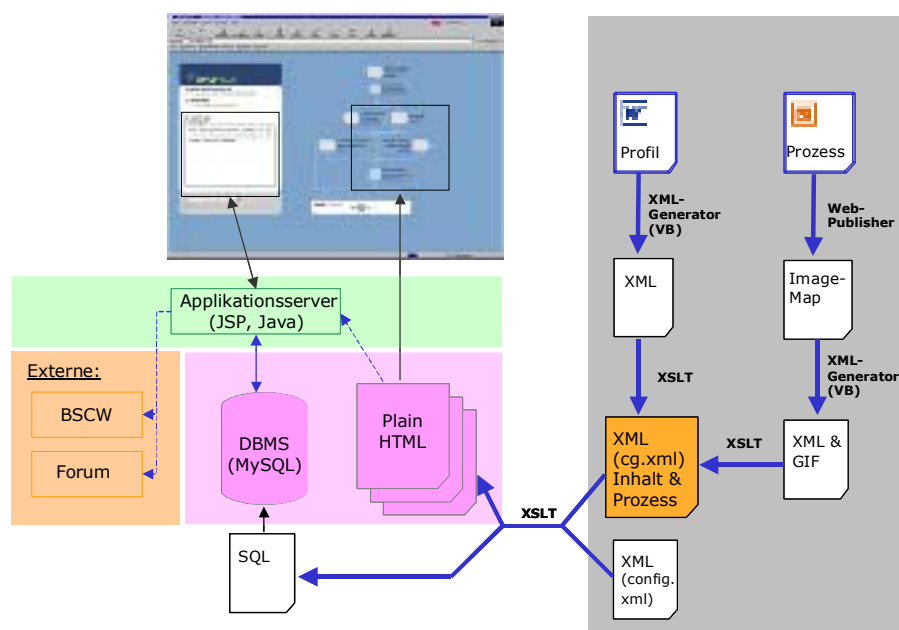 Profil
Prozess
XML-
Generator
(VB)
Web-
Publisher
XML
Image-
Map
Applikationsserver
(JSP, Java)
Externe:
BSCW
Forum
DBMS
(MySQL)
Plain
HTML
XSLT
XML-
Generator
(VB)
XML
(cg.xml)
Inhalt &
Prozess
XSLT
XML &
GIF
XSLT
SQL
XML
(config.
xml)